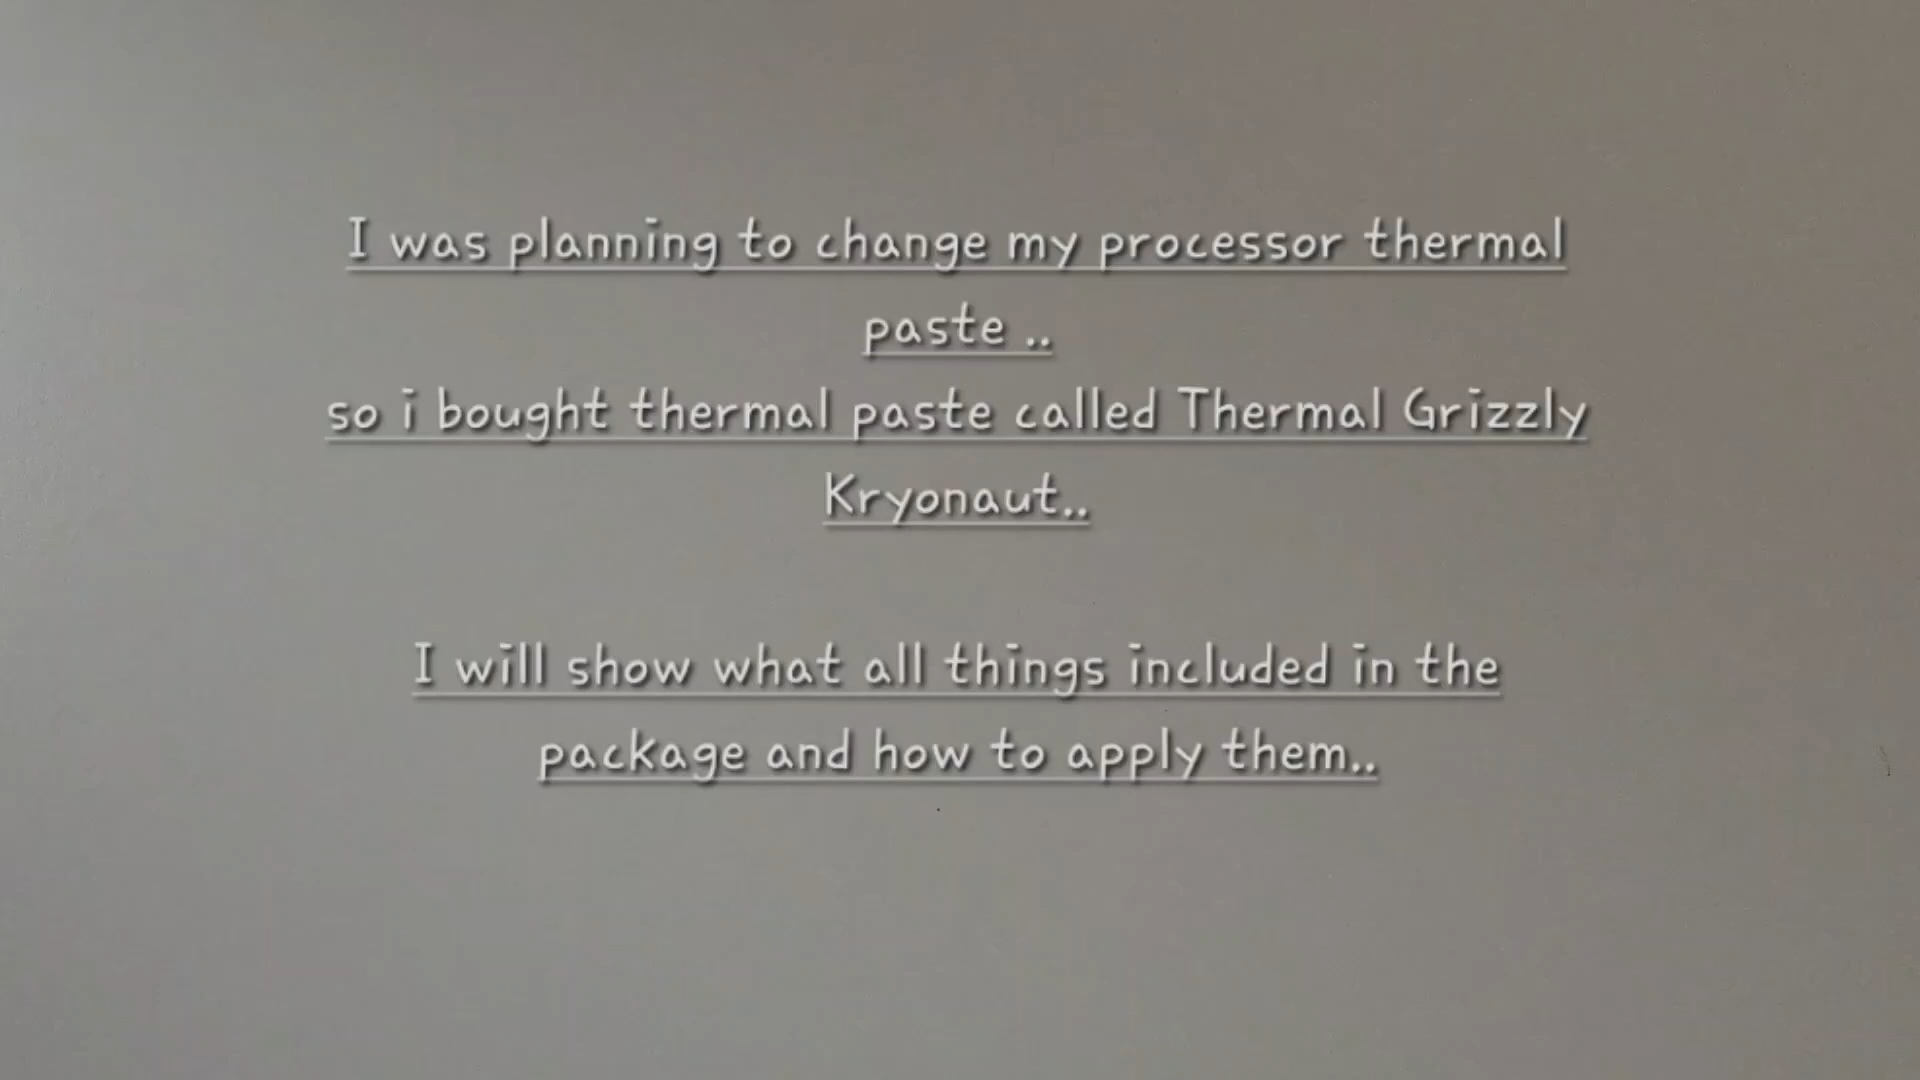 I was planning to change my processor thermal
paste ..
so i bought thermal paste called Thermal Grizzly
Kryonaut..
I will show what all things included in the
package and how to apply them..